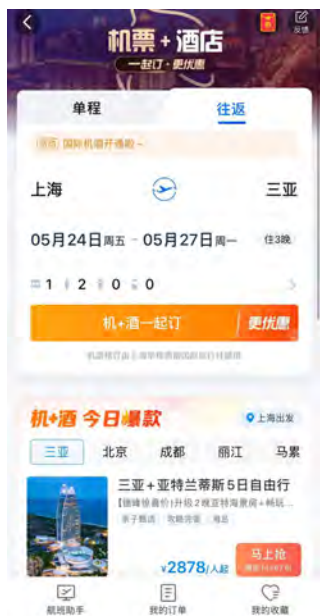 反馈
机票+酒店
一起订·更优惠
单程 往返
国际机酒开通啦~
上海 三亚
05月24日周五 - 05月27日周一 住3晚
1 2 0 0
机+酒一起订 更优惠
机+酒 今日爆款 上海出发
三亚 北京 成都 丽江 马累
三亚+亚特兰蒂斯5日自由行
亲子甄选
¥2878/人起 马上抢
航班助手 我的订单 我的收藏